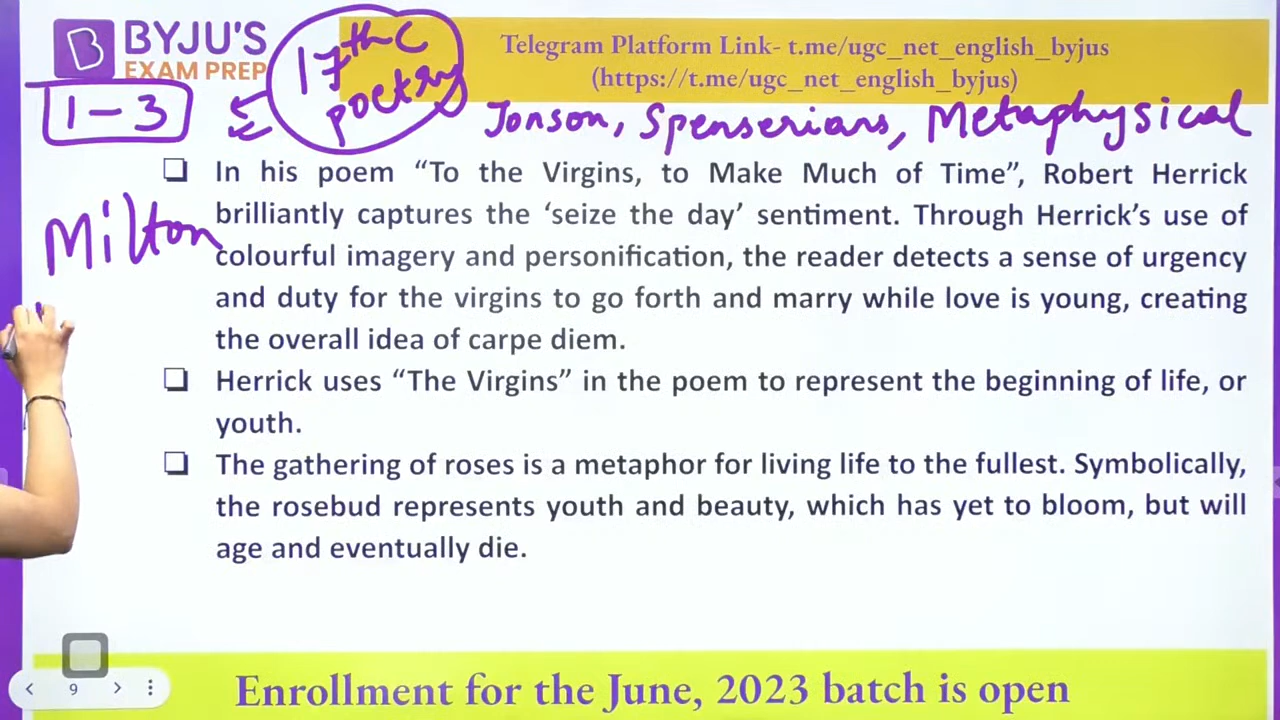 BYJU'S
EXAM PREP
17th C
poetry
Telegram Platform Link- t.me/ugc_net_english_byjus
(https://t.me/ugc_net_english_byjus)
1-3
Jonson, Spenserians, Metaphysical
Milton
❑ In his poem “To the Virgins, to Make Much of Time”, Robert Herrick
brilliantly captures the ‘seize the day’ sentiment. Through Herrick’s use of
colourful imagery and personification, the reader detects a sense of urgency
and duty for the virgins to go forth and marry while love is young, creating
the overall idea of carpe diem.
❑ Herrick uses “The Virgins” in the poem to represent the beginning of life, or
youth.
❑ The gathering of roses is a metaphor for living life to the fullest. Symbolically,
the rosebud represents youth and beauty, which has yet to bloom, but will
age and eventually die.
9
Enrollment for the June, 2023 batch is open